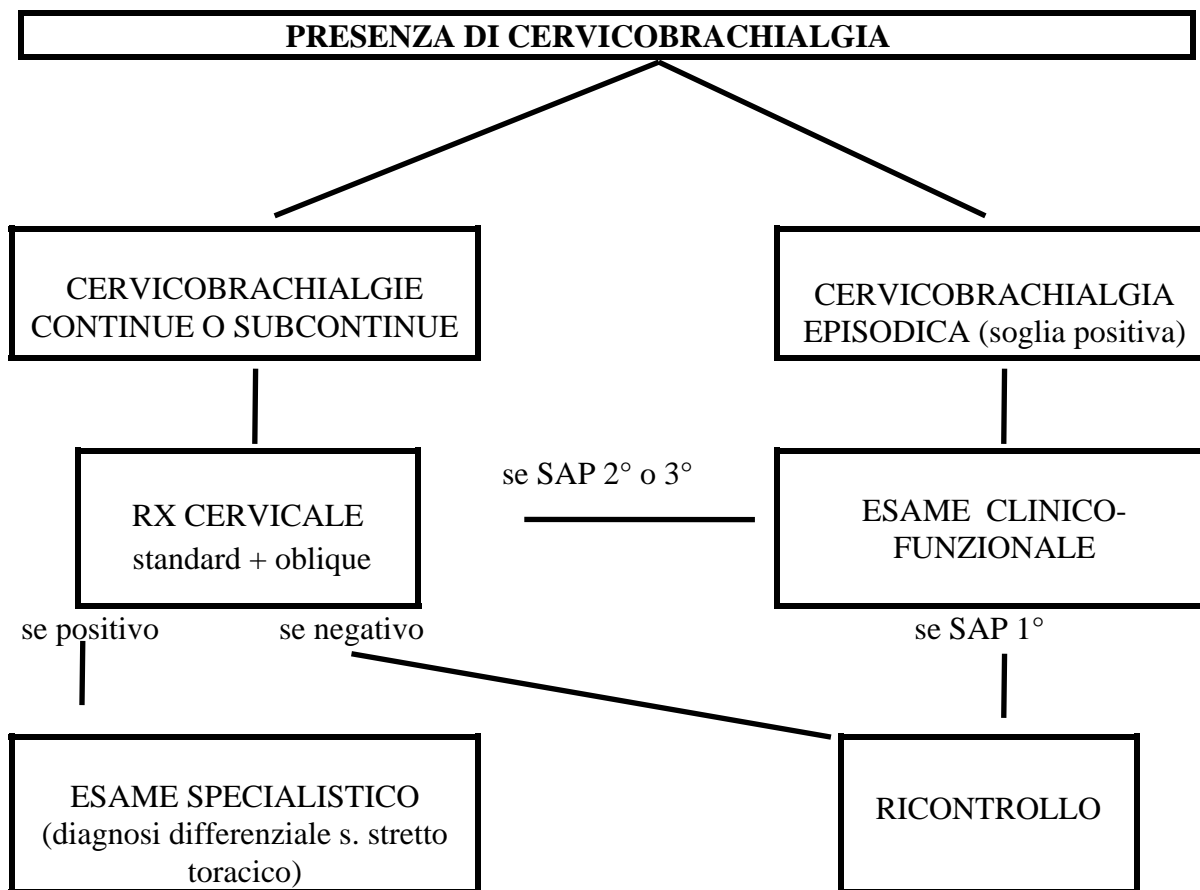 PRESENZA DI CERVICOBRACHIALGIA
CERVICOBRACHIALGIE
CONTINUE O SUBCONTINUE
CERVICOBRACHIALGIA
EPISODICA (soglia positiva)
RX CERVICALE
standard + oblique
se SAP 2° o 3°
ESAME CLINICO-
FUNZIONALE
se positivo
se negativo
se SAP 1°
ESAME SPECIALISTICO
(diagnosi differenziale s. stretto
toracico)
RICONTROLLO